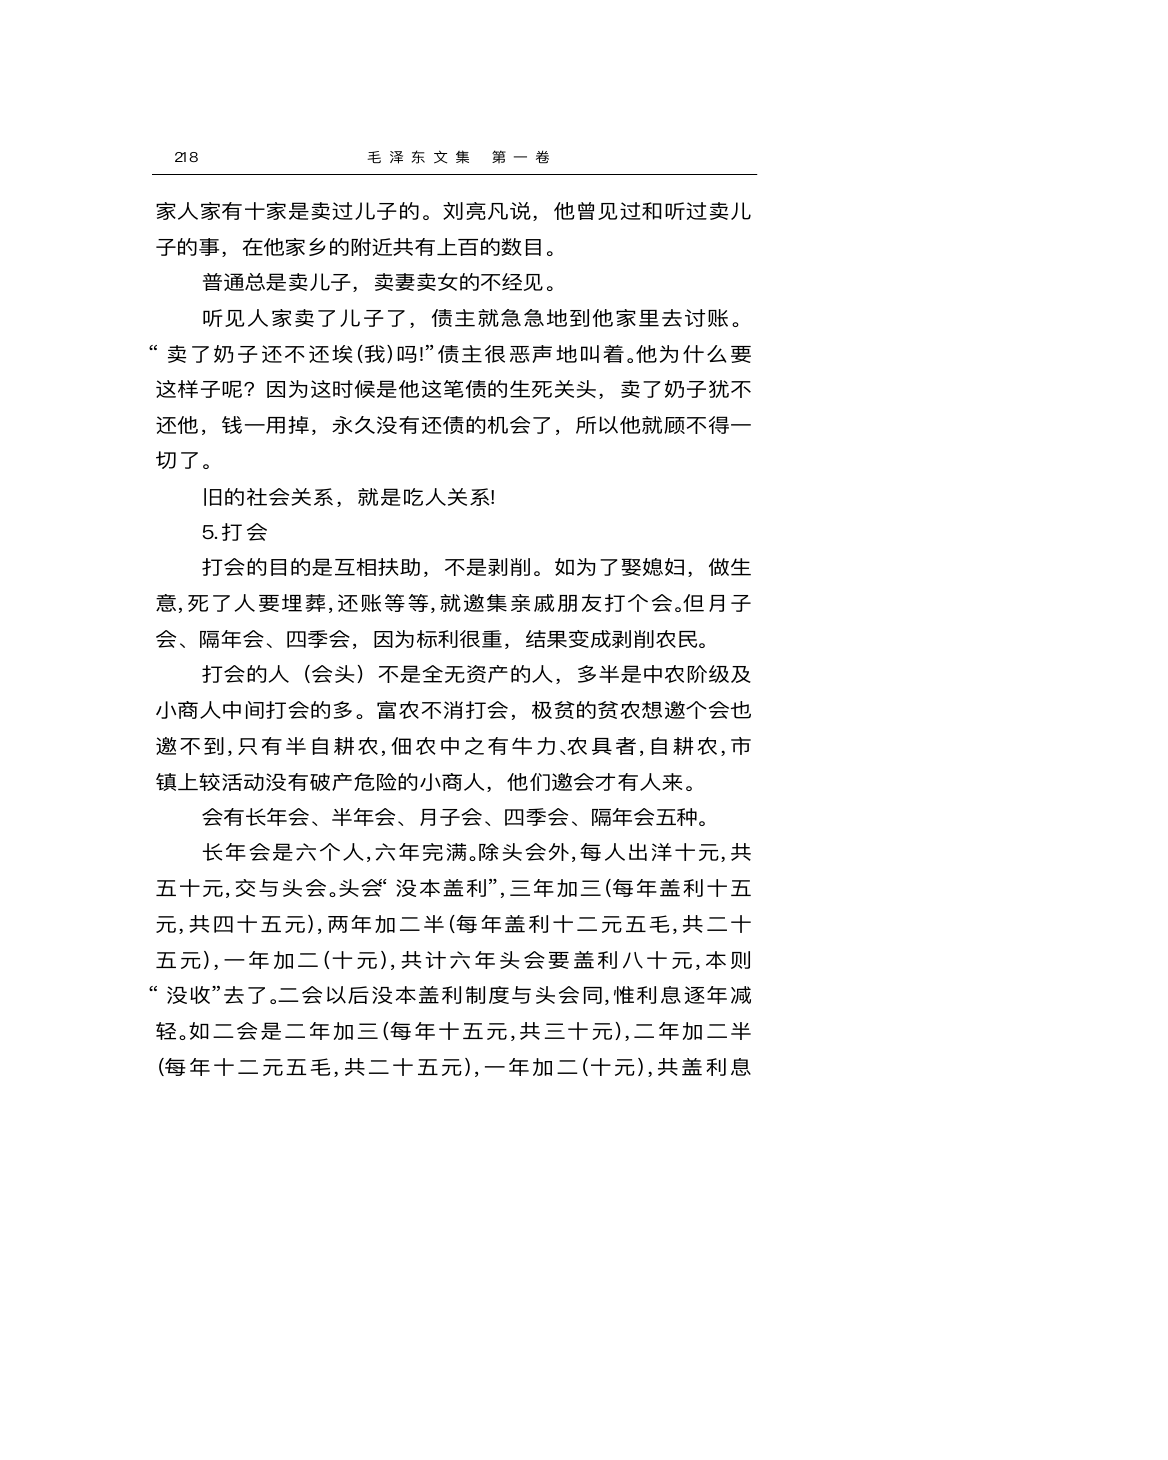 218 毛泽东文集 第一卷
家人家有十家是卖过儿子的。刘亮凡说，他曾见过和听过卖儿
子的事，在他家乡的附近共有上百的数目。
普通总是卖儿子，卖妻卖女的不经见。
听见人家卖了儿子了，债主就急急地到他家里去讨账。
“卖了奶子还不还埃(我)吗!”债主很恶声地叫着。他为什么要
这样子呢？因为这时候是他这笔债的生死关头，卖了奶子犹不
还他，钱一用掉，永久没有还债的机会了，所以他就顾不得一
切了。
旧的社会关系，就是吃人关系!
5.打会
打会的目的是互相扶助，不是剥削。如为了娶媳妇，做生
意,死了人要埋葬,还账等等,就邀集亲戚朋友打个会。但月子
会、隔年会、四季会，因为标利很重，结果变成剥削农民。
打会的人（会头）不是全无资产的人，多半是中农阶级及
小商人中间打会的多。富农不消打会，极贫的贫农想邀个会也
邀不到,只有半自耕农,佃农中之有牛力、农具者,自耕农,市
镇上较活动没有破产危险的小商人，他们邀会才有人来。
会有长年会、半年会、月子会、四季会、隔年会五种。
长年会是六个人,六年完满。除头会外,每人出洋十元,共
五十元,交与头会。头会“没本盖利”,三年加三(每年盖利十五
元,共四十五元),两年加二半(每年盖利十二元五毛,共二十
五元),一年加二(十元),共计六年头会要盖利八十元,本则
“没收”去了。二会以后没本盖利制度与头会同,惟利息逐年减
轻。如二会是二年加三(每年十五元,共三十元),二年加二半
(每年十二元五毛,共二十五元),一年加二(十元),共盖利息